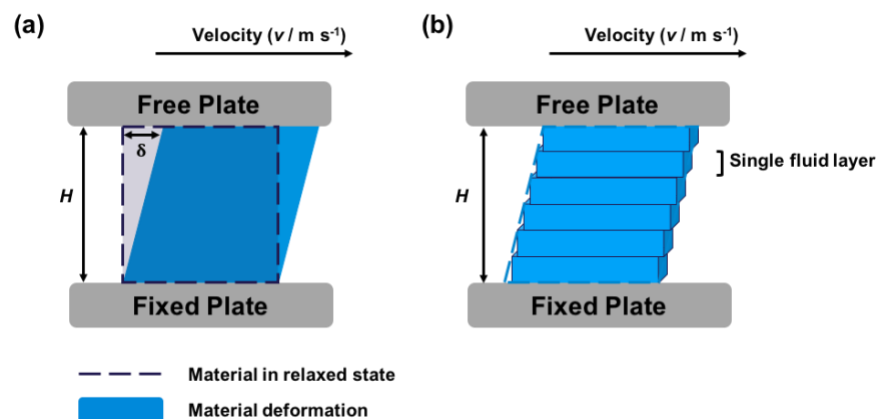 (a)
Velocity (v / m s⁻¹)
Free Plate
δ
H
Fixed Plate
(b)
Velocity (v / m s⁻¹)
Free Plate
Single fluid layer
H
Fixed Plate
Material in relaxed state
Material deformation